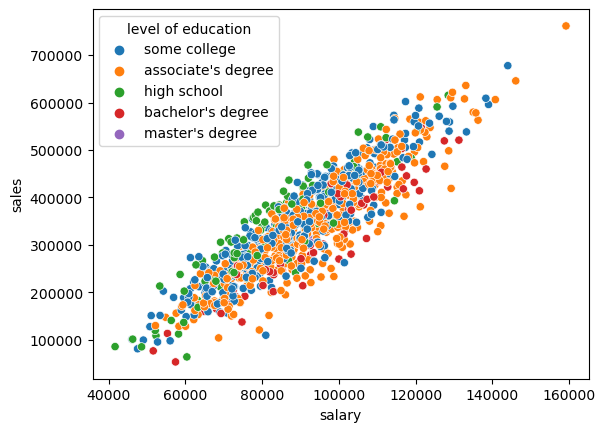 level of education
some college
associate's degree
high school
bachelor's degree
master's degree
700000
600000
500000
400000
300000
200000
100000
sales
40000 60000 80000 100000 120000 140000 160000
salary